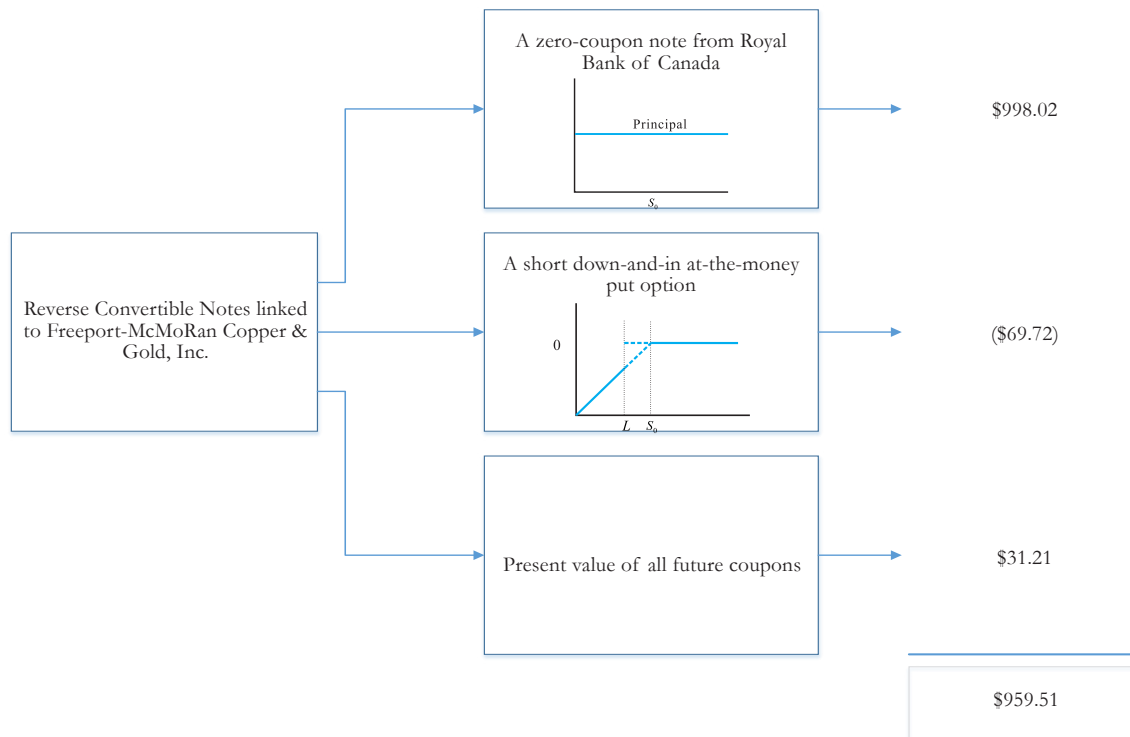 A zero-coupon note from Royal
Bank of Canada
Principal
S₀
$998.02
Reverse Convertible Notes linked
to Freeport-McMoRan Copper &
Gold, Inc.
A short down-and-in at-the-money
put option
0
L S₀
($69.72)
Present value of all future coupons
$31.21
$959.51